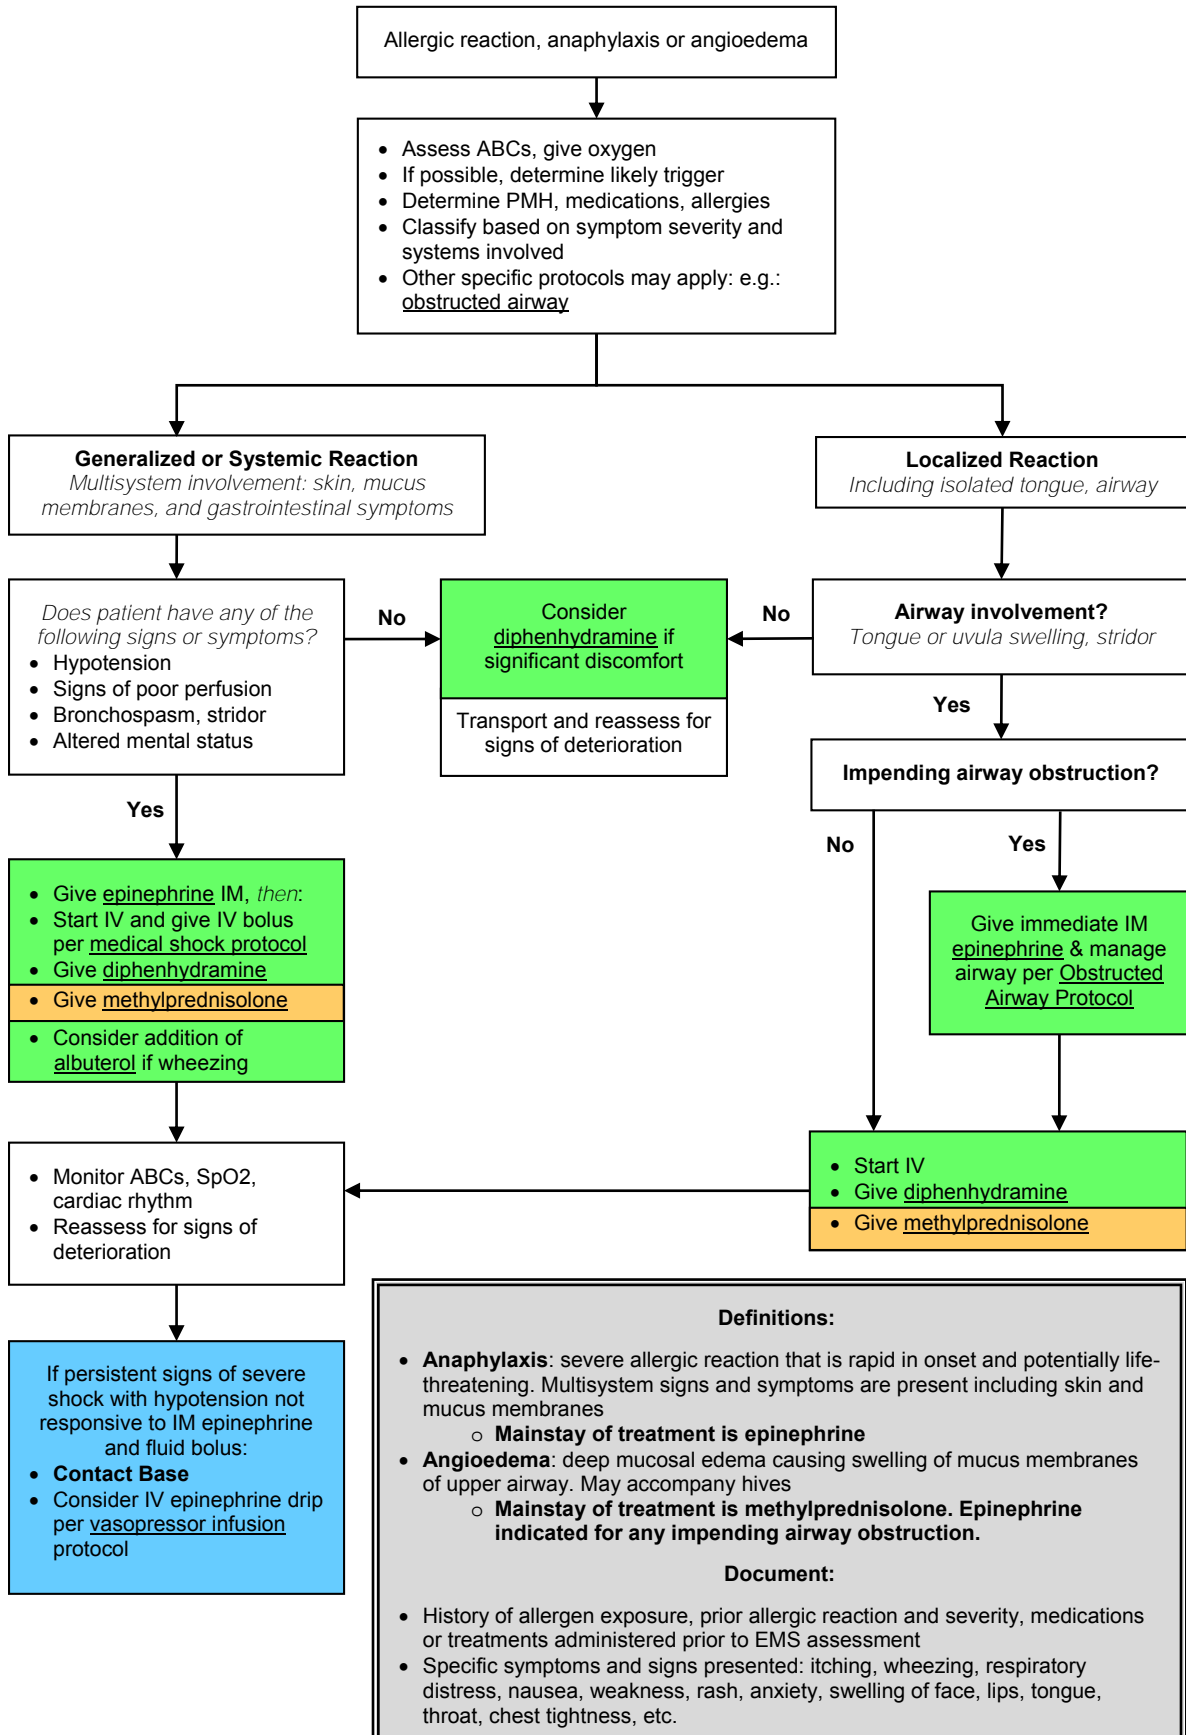 Allergic reaction, anaphylaxis or angioedema
• Assess ABCs, give oxygen
• If possible, determine likely trigger
• Determine PMH, medications, allergies
• Classify based on symptom severity and
systems involved
• Other specific protocols may apply: e.g.:
obstructed airway
Generalized or Systemic Reaction
Multisystem involvement: skin, mucus
membranes, and gastrointestinal symptoms
Localized Reaction
Including isolated tongue, airway
Does patient have any of the
following signs or symptoms?
• Hypotension
• Signs of poor perfusion
• Bronchospasm, stridor
• Altered mental status
No
Consider
diphenhydramine if
significant discomfort
Transport and reassess for
signs of deterioration
No
Airway involvement?
Tongue or uvula swelling, stridor
Yes
Impending airway obstruction?
Yes
No
Yes
• Give epinephrine IM, then:
• Start IV and give IV bolus
per medical shock protocol
• Give diphenhydramine
• Give methylprednisolone
• Consider addition of
albuterol if wheezing
Give immediate IM
epinephrine & manage
airway per Obstructed
Airway Protocol
• Monitor ABCs, SpO2,
cardiac rhythm
• Reassess for signs of
deterioration
• Start IV
• Give diphenhydramine
• Give methylprednisolone
If persistent signs of severe
shock with hypotension not
responsive to IM epinephrine
and fluid bolus:
• Contact Base
• Consider IV epinephrine drip
per vasopressor infusion
protocol
Definitions:
• Anaphylaxis: severe allergic reaction that is rapid in onset and potentially life-
threatening. Multisystem signs and symptoms are present including skin and
mucus membranes
o Mainstay of treatment is epinephrine
• Angioedema: deep mucosal edema causing swelling of mucus membranes
of upper airway. May accompany hives
o Mainstay of treatment is methylprednisolone. Epinephrine
indicated for any impending airway obstruction.
Document:
• History of allergen exposure, prior allergic reaction and severity, medications
or treatments administered prior to EMS assessment
• Specific symptoms and signs presented: itching, wheezing, respiratory
distress, nausea, weakness, rash, anxiety, swelling of face, lips, tongue,
throat, chest tightness, etc.